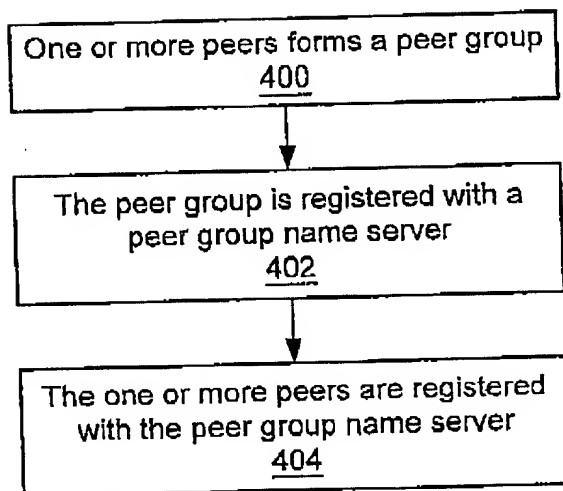 One or more peers forms a peer group
400
The peer group is registered with a
peer group name server
402
The one or more peers are registered
with the peer group name server
404